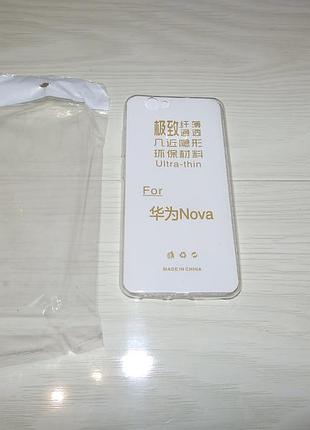 极致纤薄通透
几近隐形
环保材料
Ultra-thin
For
华为Nova
MADE IN CHINA